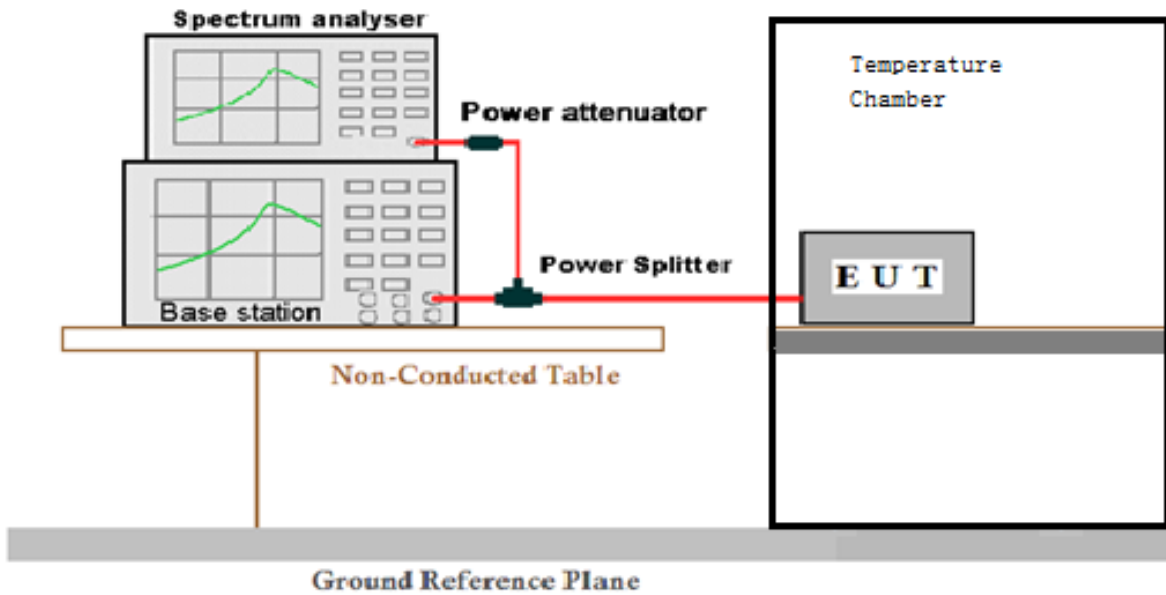 Spectrum analyser
Temperature
Chamber
Power attenuator
Power Splitter
E U T
Base station
Non-Conducted Table
Ground Reference Plane